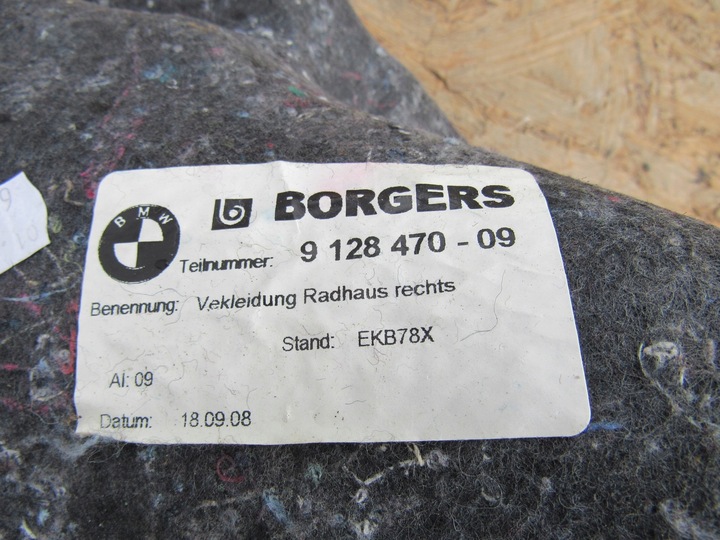 BMW
b BORGERS
Teilnummer: 9 128 470 - 09
Benennung: Vekleidung Radhaus rechts
Stand: EKB78X
AI: 09
Datum: 18.09.08